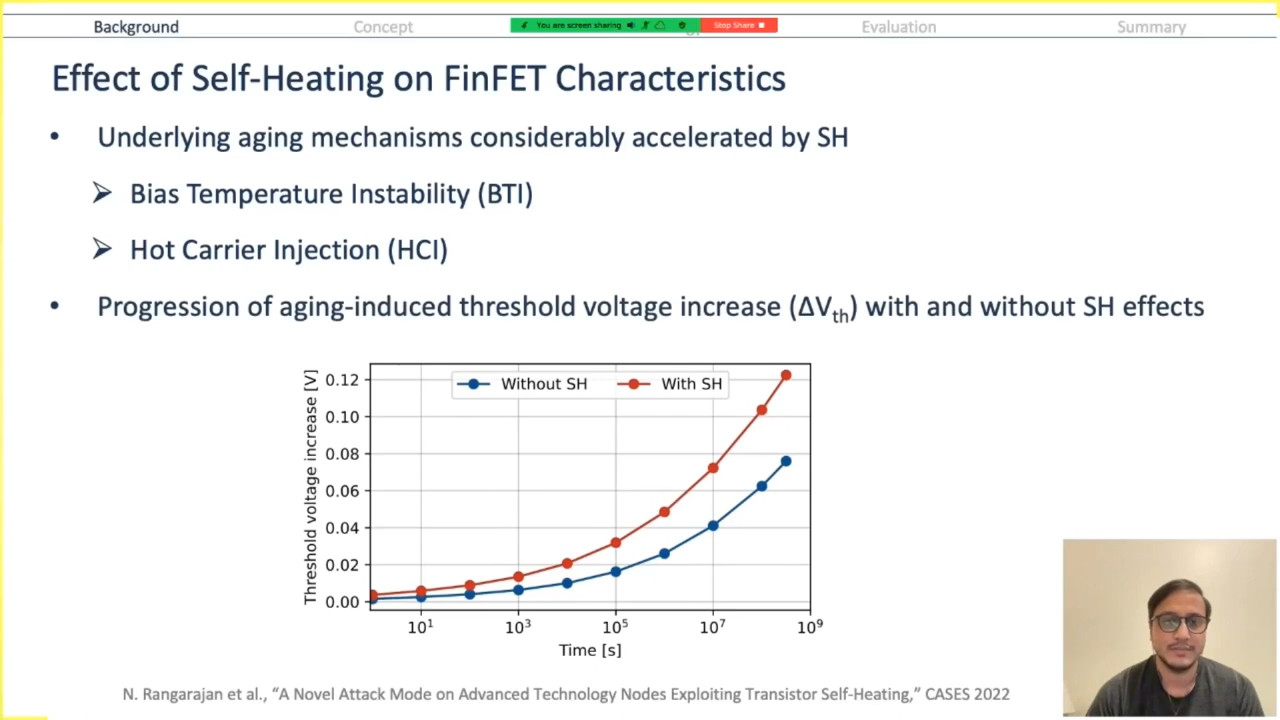 Background
Concept
You are screen sharing
Stop Share
Evaluation
Summary
Effect of Self-Heating on FinFET Characteristics
• Underlying aging mechanisms considerably accelerated by SH
➢ Bias Temperature Instability (BTI)
➢ Hot Carrier Injection (HCI)
• Progression of aging-induced threshold voltage increase (ΔVth) with and without SH effects
Without SH
With SH
Threshold voltage increase [V]
0.12
0.10
0.08
0.06
0.04
0.02
0.00
10¹
10³
10⁵
10⁷
10⁹
Time [s]
N. Rangarajan et al., “A Novel Attack Mode on Advanced Technology Nodes Exploiting Transistor Self-Heating,” CASES 2022